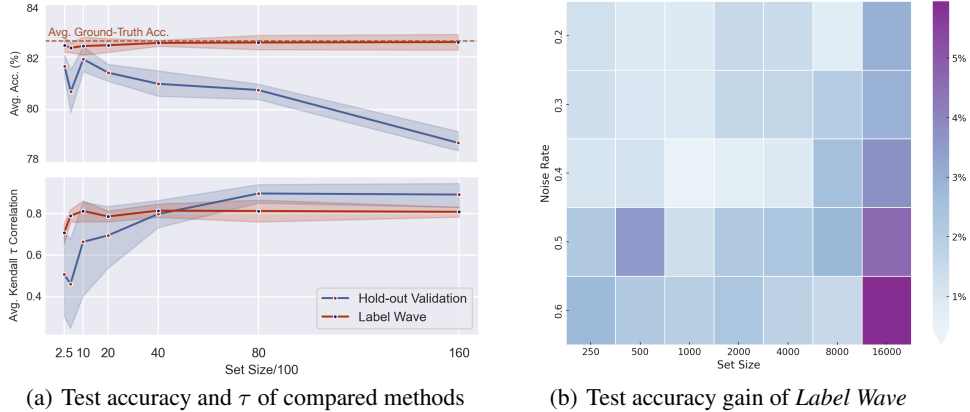 84
Avg. Ground-Truth Acc.
82
80
78
Avg. Acc. (%)
0.8
0.6
0.4
Avg. Kendall τ Correlation
Hold-out Validation
Label Wave
2.5 10 20 40 80 160
Set Size/100
(a) Test accuracy and τ of compared methods
0.2
0.3
0.4
0.5
0.6
Noise Rate
250 500 1000 2000 4000 8000 16000
Set Size
5%
4%
3%
2%
1%
(b) Test accuracy gain of Label Wave